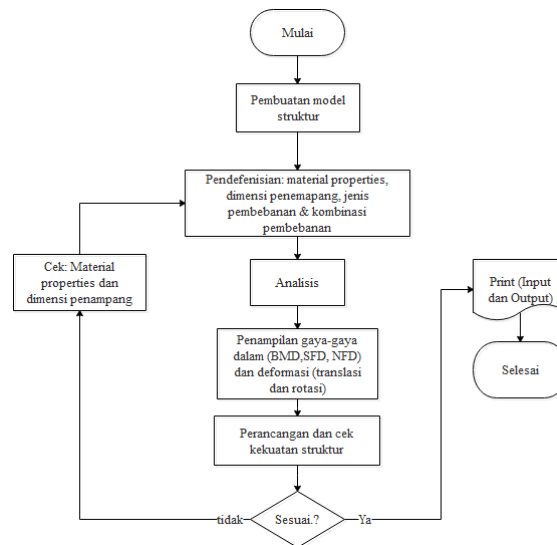 Mulai
Pembuatan model
struktur
Pendefenisian: material properties,
dimensi penemapang, jenis
pembebanan & kombinasi
pembebanan
Cek: Material
properties dan
dimensi penampang
Analisis
Print (Input
dan Output)
Penampilan gaya-gaya
dalam (BMD,SFD, NFD)
dan deformasi (translasi
dan rotasi)
Selesai
Perancangan dan cek
kekuatan struktur
tidak
Sesuai.?
Ya